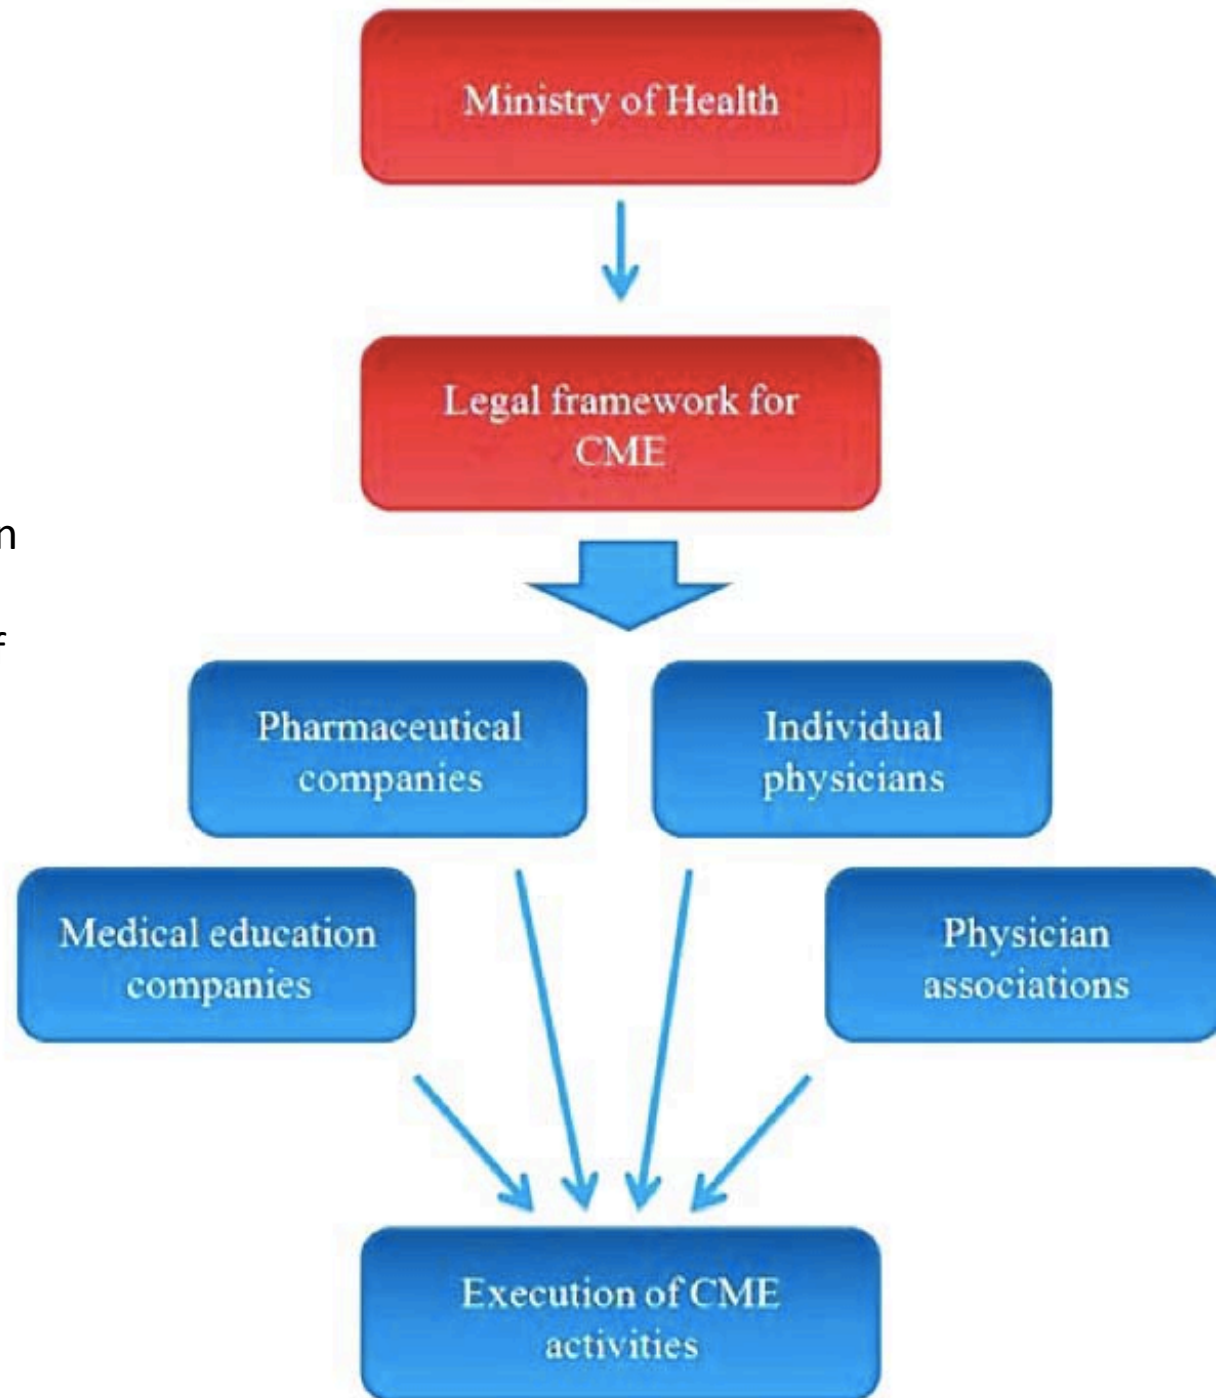 Ministry of Health
Legal framework for
CME
n
f
Pharmaceutical
companies
Individual
physicians
Medical education
companies
Physician
associations
Execution of CME
activities